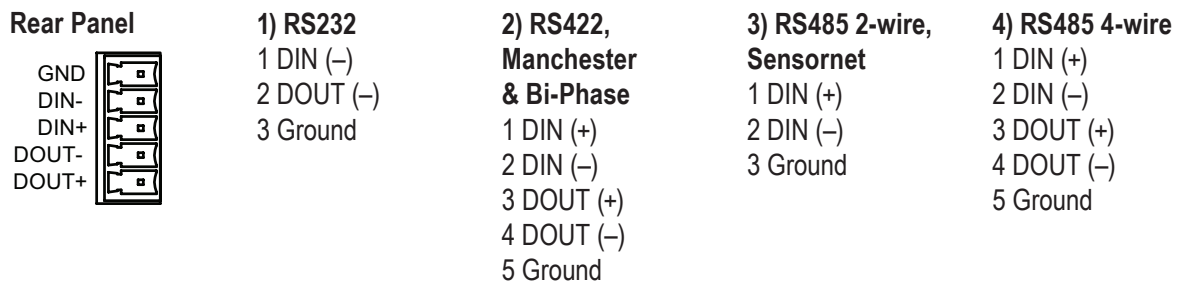 Rear Panel
GND
DIN-
DIN+
DOUT-
DOUT+
1) RS232
1 DIN (–)
2 DOUT (–)
3 Ground
2) RS422,
Manchester
& Bi-Phase
1 DIN (+)
2 DIN (–)
3 DOUT (+)
4 DOUT (–)
5 Ground
3) RS485 2-wire,
Sensornet
1 DIN (+)
2 DIN (–)
3 Ground
4) RS485 4-wire
1 DIN (+)
2 DIN (–)
3 DOUT (+)
4 DOUT (–)
5 Ground